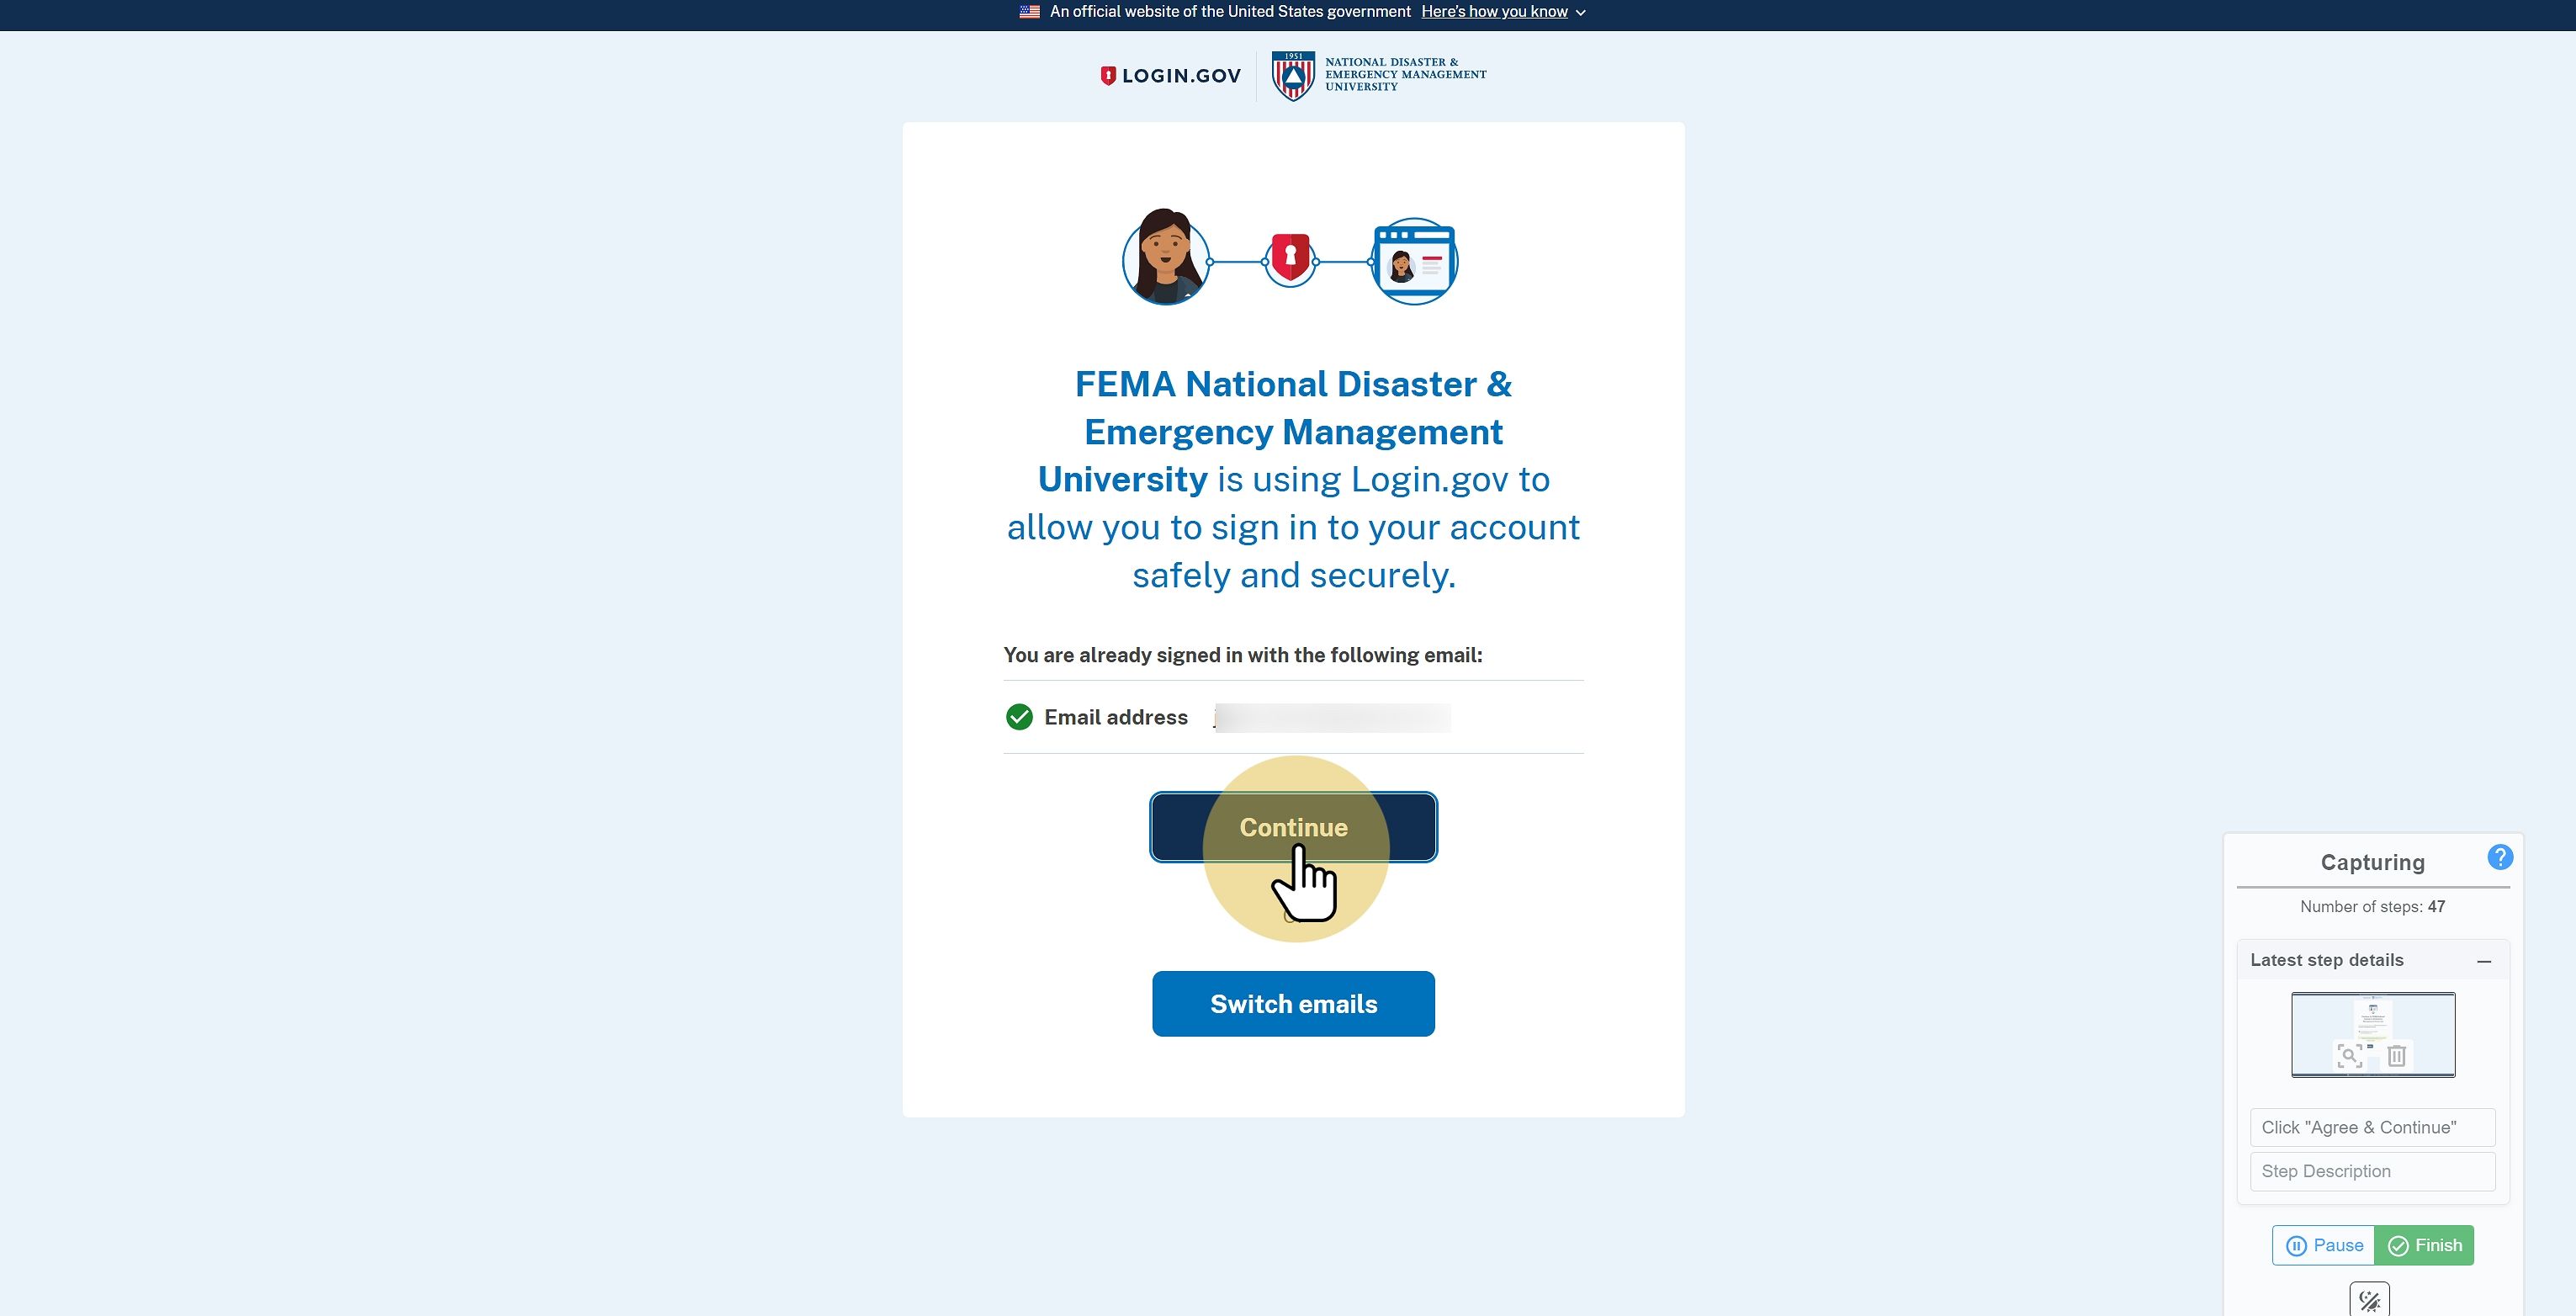 An official website of the United States government Here's how you know
LOGIN.GOV
1951
NATIONAL DISASTER &
EMERGENCY MANAGEMENT
UNIVERSITY
FEMA National Disaster &
Emergency Management
University is using Login.gov to
allow you to sign in to your account
safely and securely.
You are already signed in with the following email:
Email address
Continue
Switch emails
Capturing
?
Number of steps: 47
Latest step details
Click "Agree & Continue"
Step Description
Pause
Finish